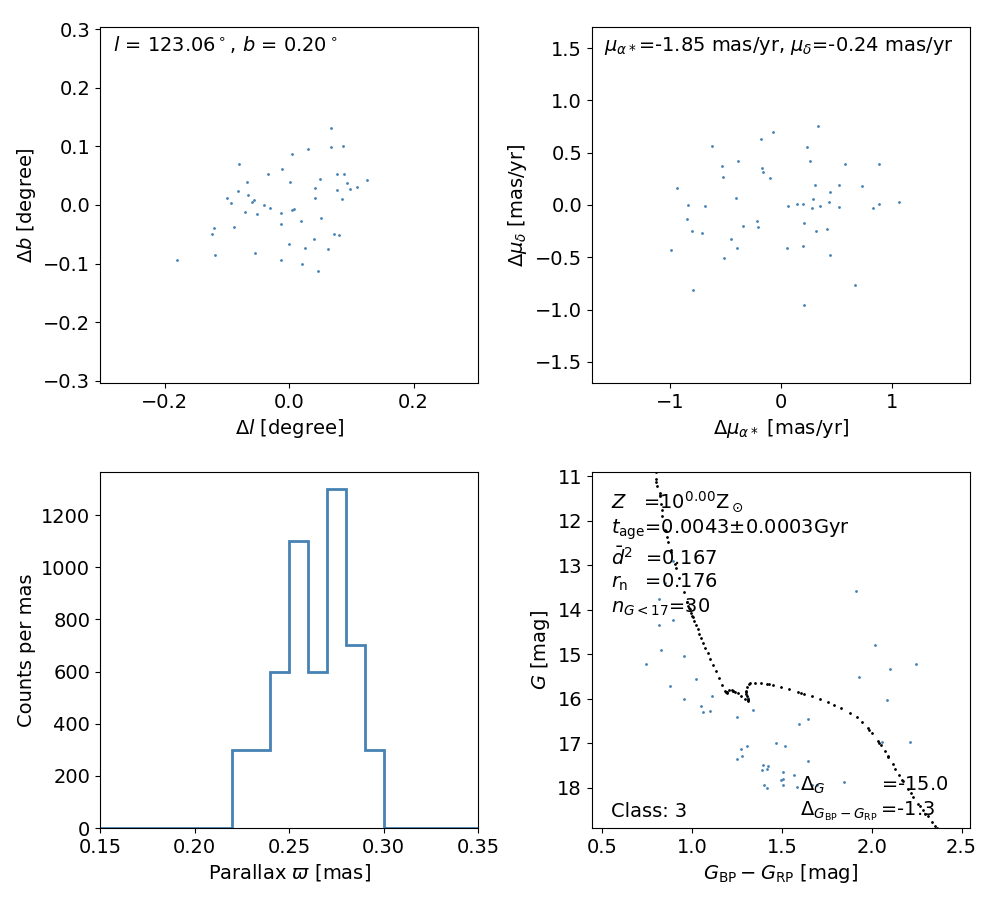 l = 123.06°, b = 0.20°
0.3
0.2
0.1
0.0
−0.1
−0.2
−0.3
Δb [degree]
−0.2 0.0 0.2
Δl [degree]
μα*=-1.85 mas/yr, μδ=-0.24 mas/yr
1.5
1.0
0.5
0.0
−0.5
−1.0
−1.5
Δμδ [mas/yr]
−1 0 1
Δμα* [mas/yr]
1200
1000
800
600
400
200
0
Counts per mas
0.15 0.20 0.25 0.30 0.35
Parallax ϖ [mas]
11
12
13
14
15
16
17
18
G [mag]
Z =10^0.00 Z⊙
t_age=0.0043±0.0003Gyr
d̄² =0.167
r_n =0.176
n_G<17=30
Δ_G =-15.0
Δ_GBP−GRP =-1.3
Class: 3
0.5 1.0 1.5 2.0 2.5
G_BP − G_RP [mag]